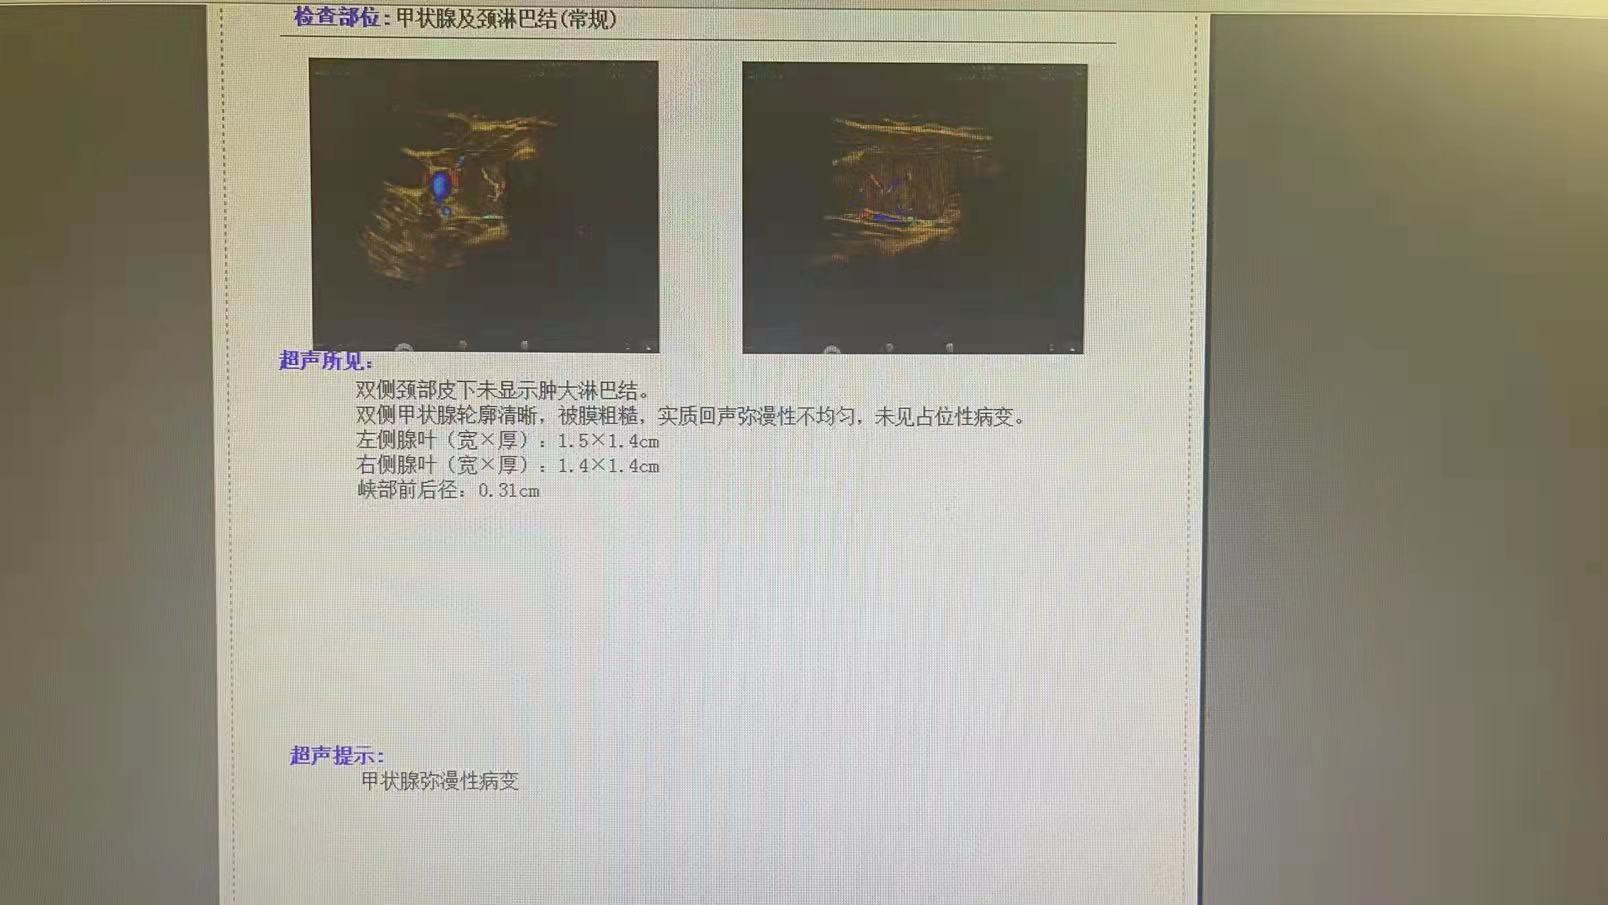 检查部位：甲状腺及颈淋巴结(常规)
超声所见：
双侧颈部皮下未显示肿大淋巴结。
双侧甲状腺轮廓清晰，被膜粗糙，实质回声弥漫性不均匀，未见占位性病变。
左侧腺叶（宽×厚）：1.5×1.4cm
右侧腺叶（宽×厚）：1.4×1.4cm
峡部前后径：0.31cm
超声提示：
甲状腺弥漫性病变